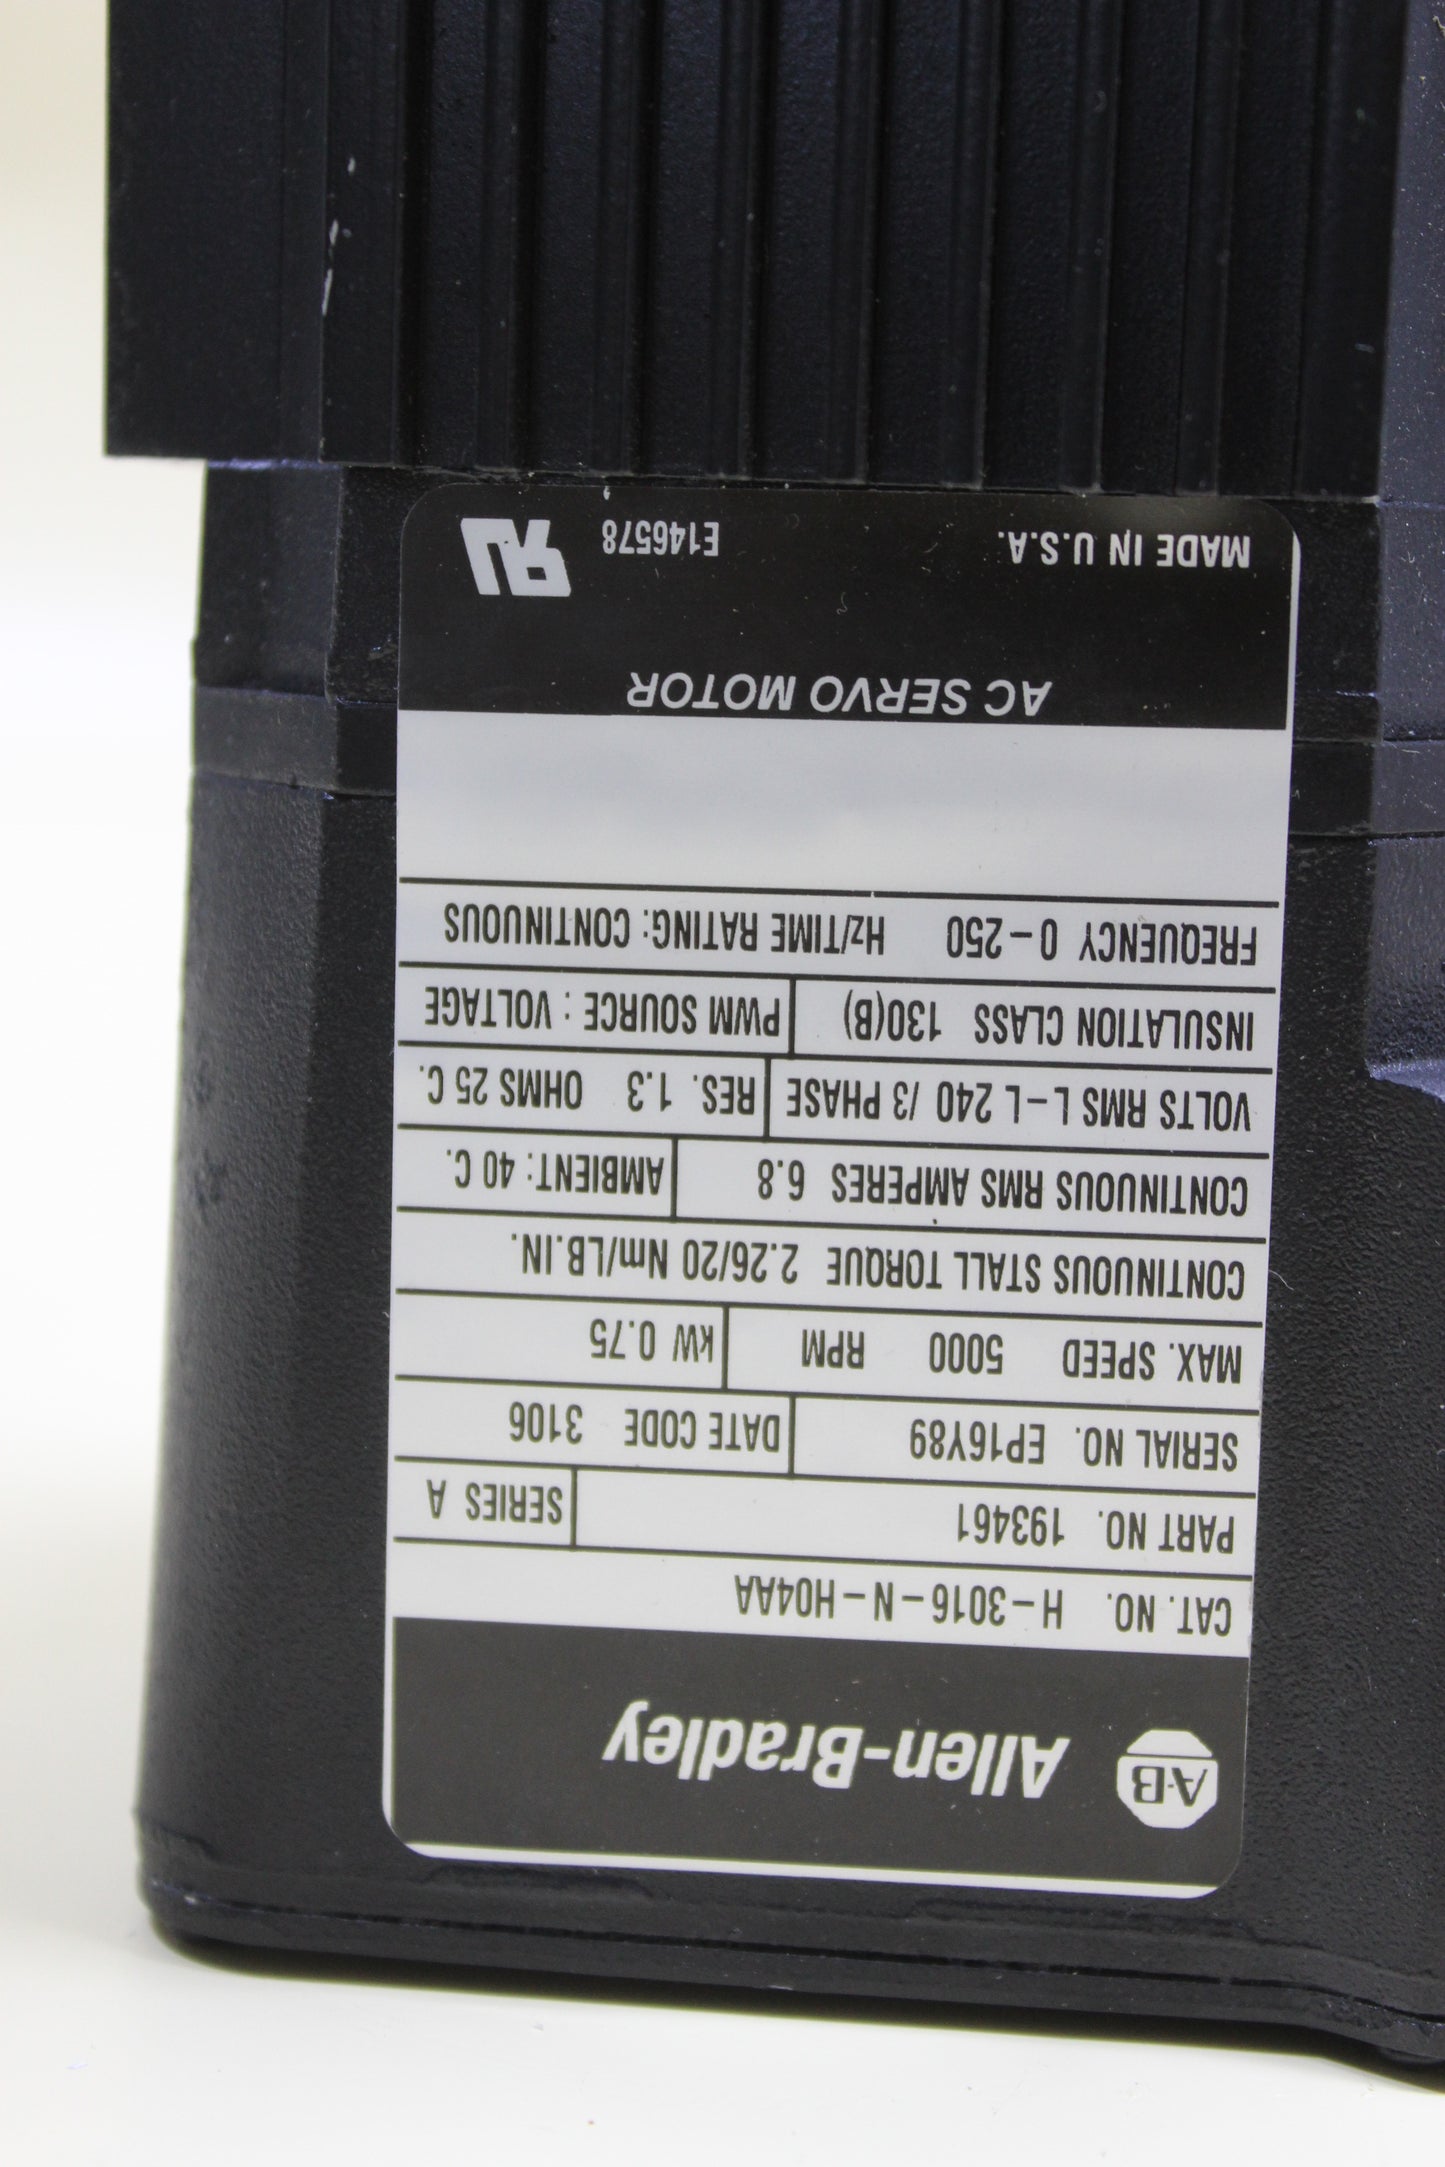 A-B Allen-Bradley
CAT. NO. H-3016-N-H04AA
PART NO. 193461 SERIES A
SERIAL NO. EP16Y89 DATE CODE 3106
MAX. SPEED 5000 RPM kW 0.75
CONTINUOUS STALL TORQUE 2.26/20 Nm/LB.IN.
CONTINUOUS RMS AMPERES 6.8 AMBIENT: 40 C.
VOLTS RMS L-L 240 /3 PHASE RES. 1.3 OHMS 25 C.
INSULATION CLASS 130(B) PWM SOURCE : VOLTAGE
FREQUENCY 0-250 Hz/TIME RATING: CONTINUOUS
AC SERVO MOTOR
MADE IN U.S.A. E146578 RU